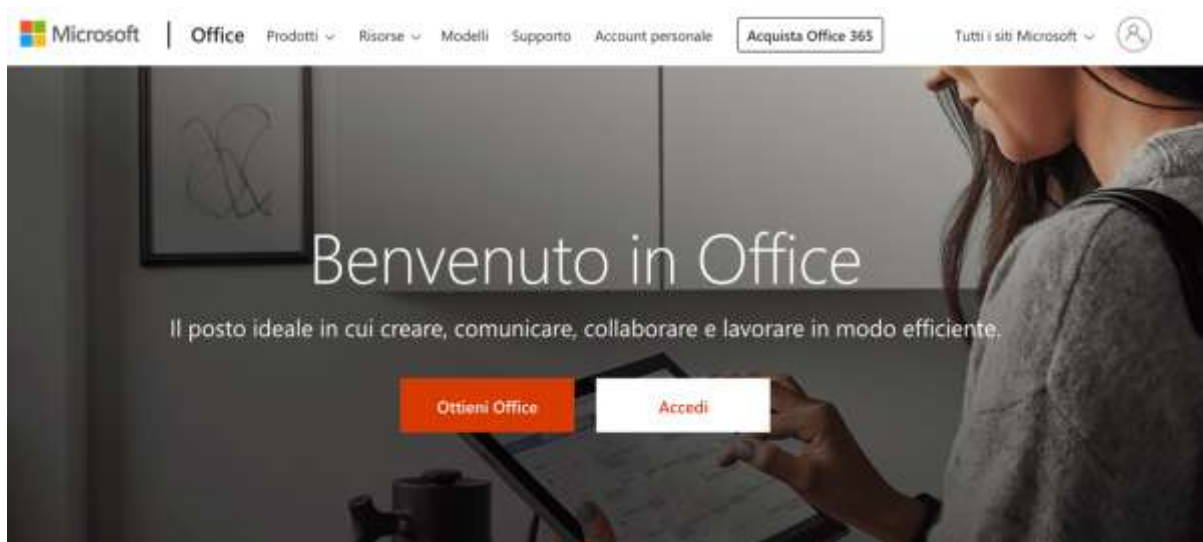 Microsoft | Office Prodotti Risorse Modelli Supporto Account personale Acquista Office 365 Tutti i siti Microsoft
&
Benvenuto in Office
Il posto ideale in cui creare, comunicare, collaborare e lavorare in modo efficiente.
Ottieni Office Accedi